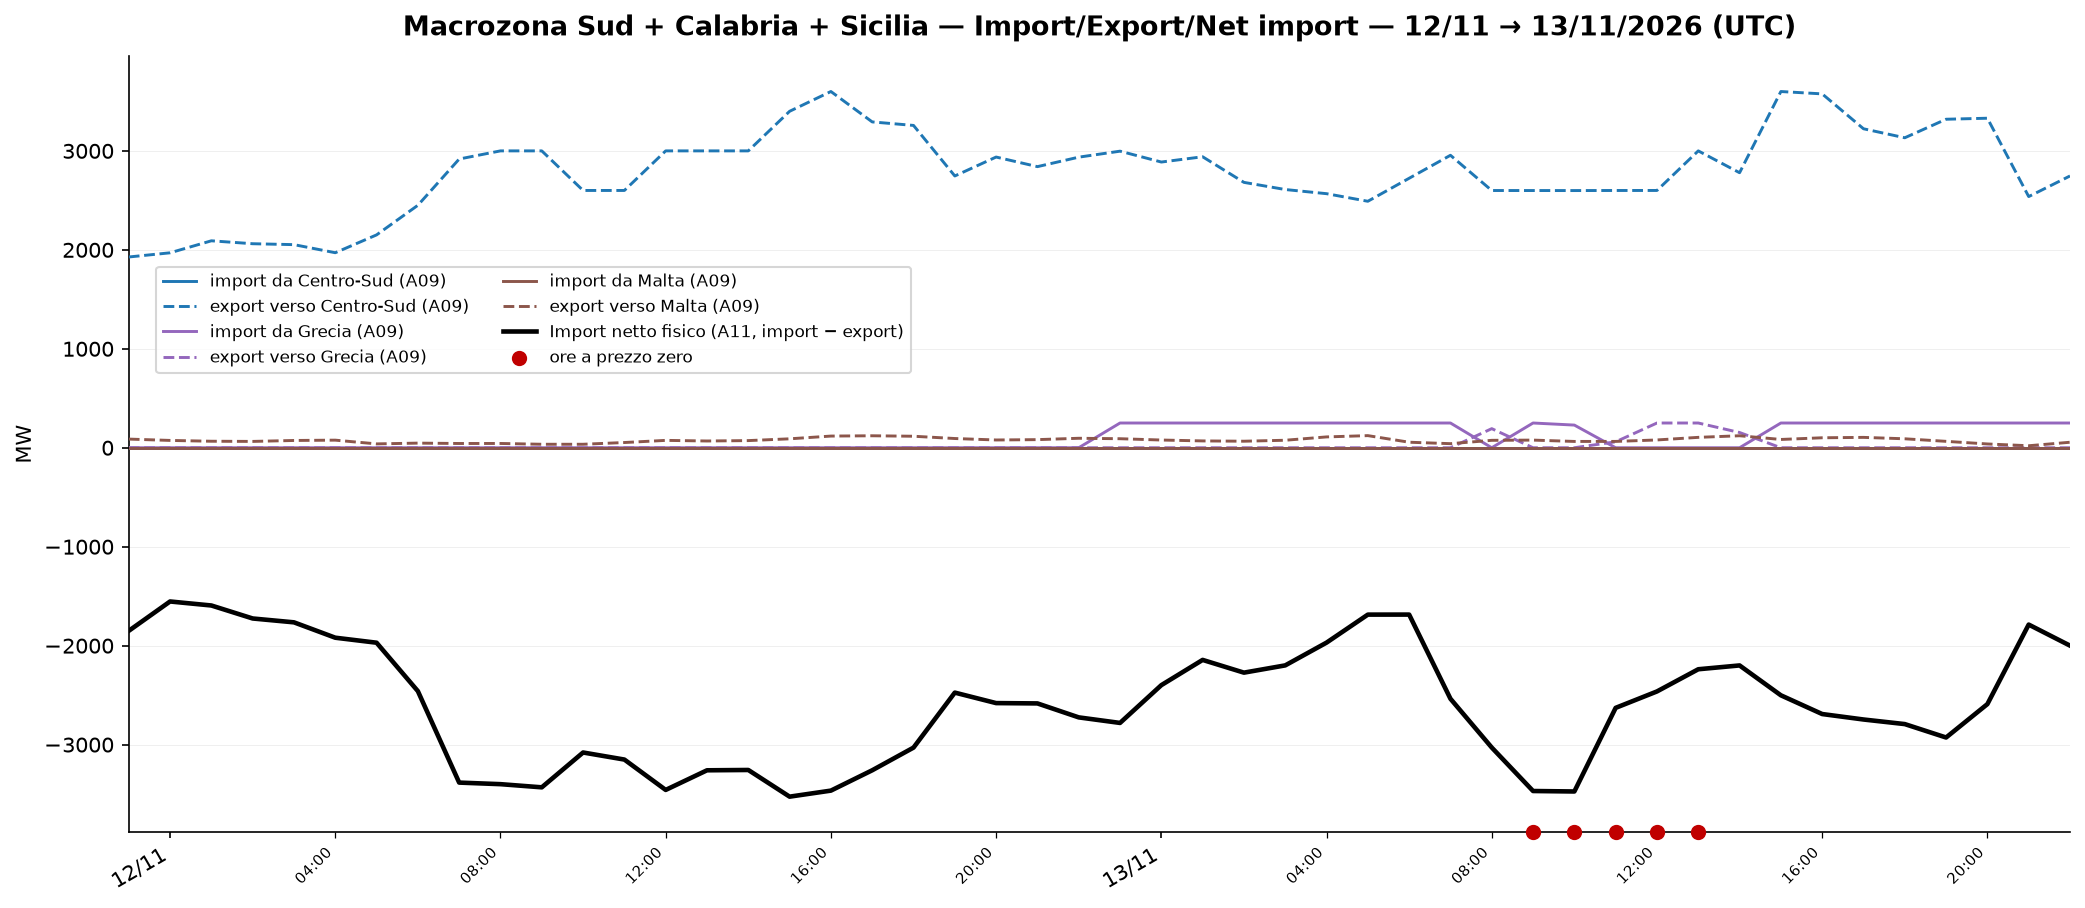 Macrozona Sud + Calabria + Sicilia — Import/Export/Net import — 12/11 → 13/11/2026 (UTC)
MW
3000
2000
1000
0
−1000
−2000
−3000
import da Centro-Sud (A09)
export verso Centro-Sud (A09)
import da Grecia (A09)
export verso Grecia (A09)
import da Malta (A09)
export verso Malta (A09)
Import netto fisico (A11, import − export)
ore a prezzo zero
12/11
04:00
08:00
12:00
16:00
20:00
13/11
04:00
08:00
12:00
16:00
20:00